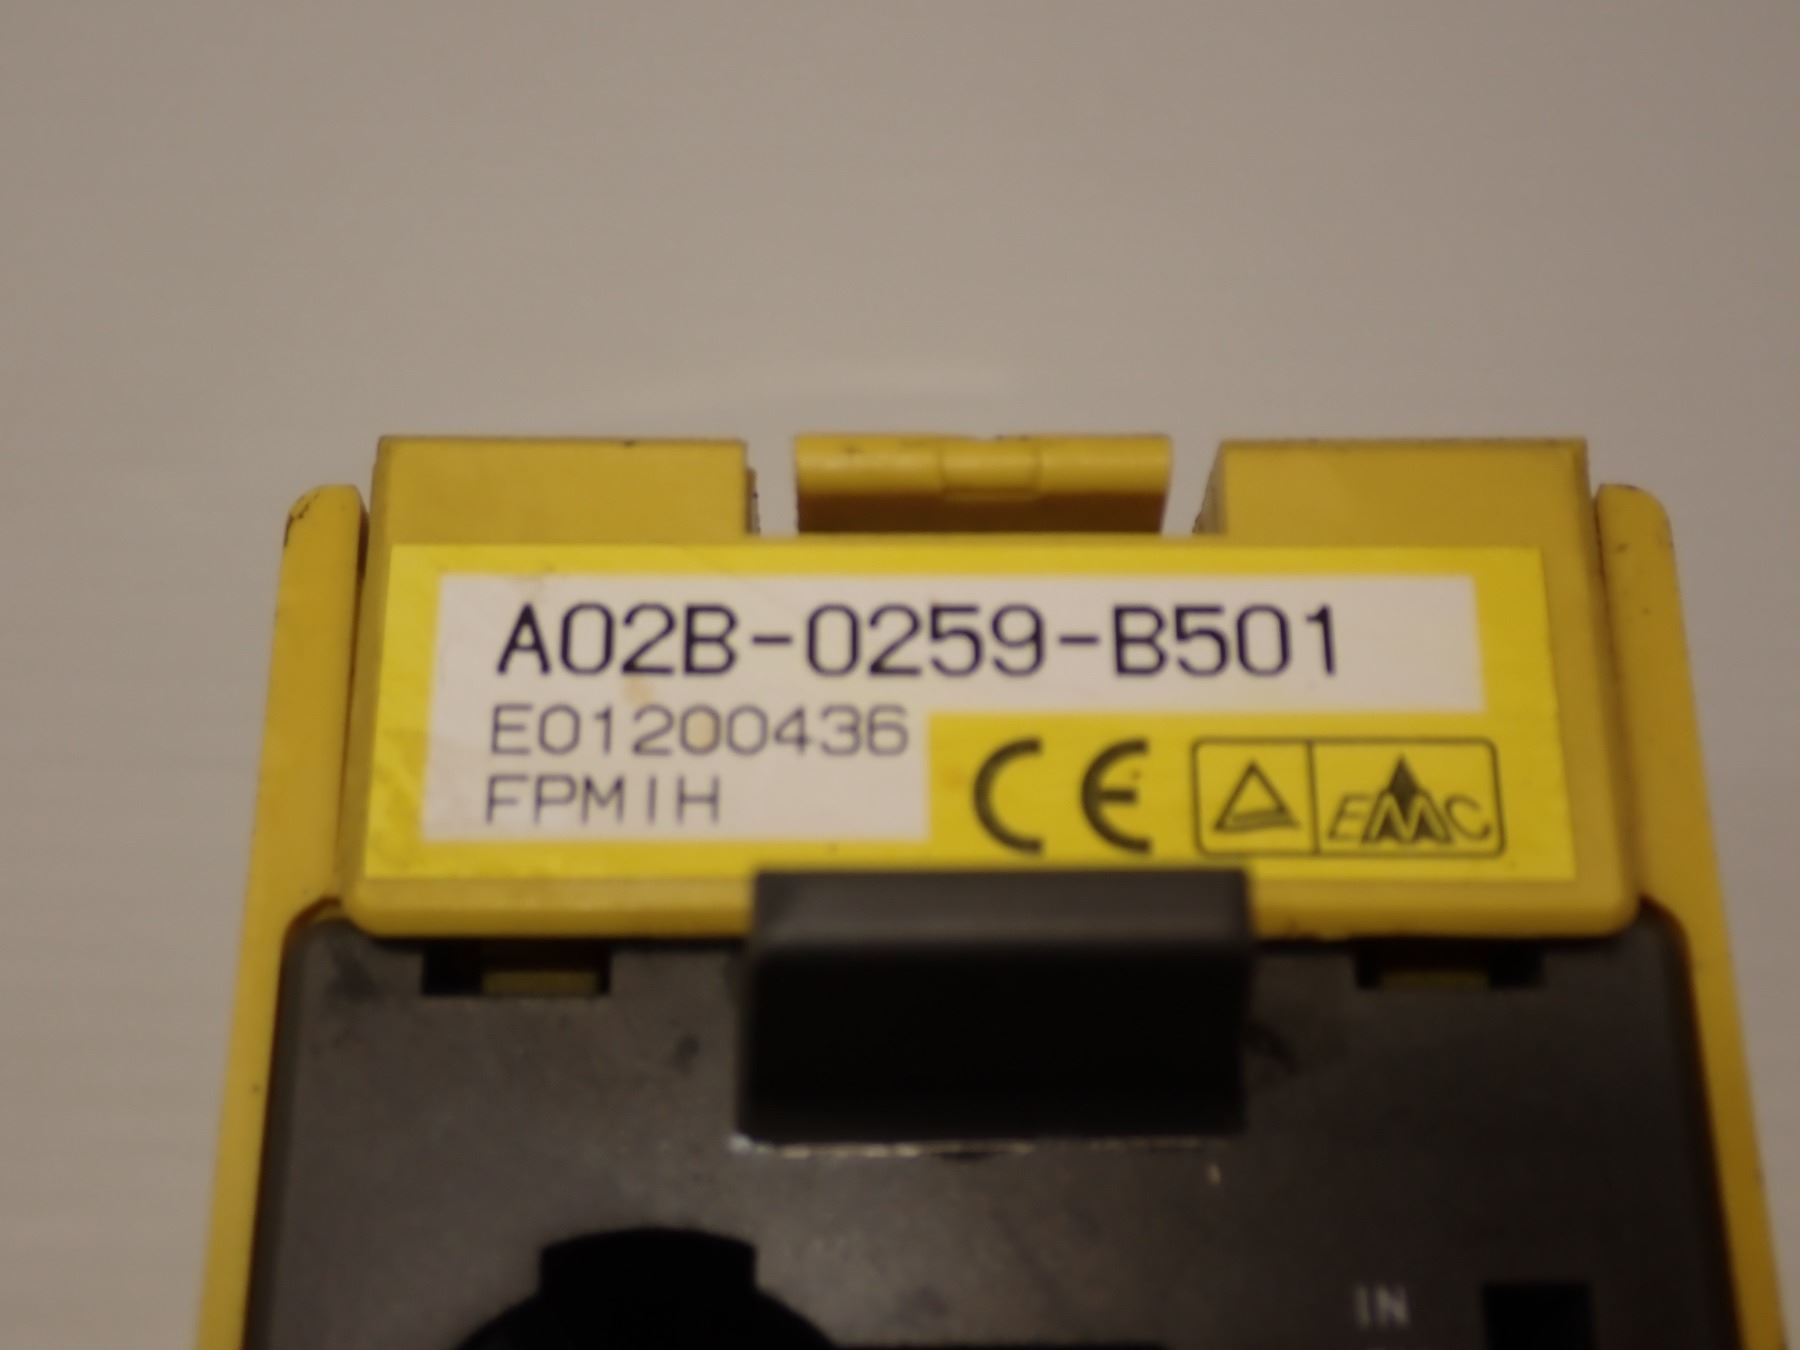 A02B-0259-B501
E01200436
FPMIH
CE
EMC
IN